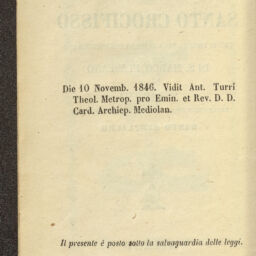 Die 10 Novemb. 1846. Vidit Ant. Turri
Theol. Metrop. pro Emin. et Rev. D. D.
Card. Archiep. Mediolan.
Il presente è posto sotto la salvaguardia delle leggi.